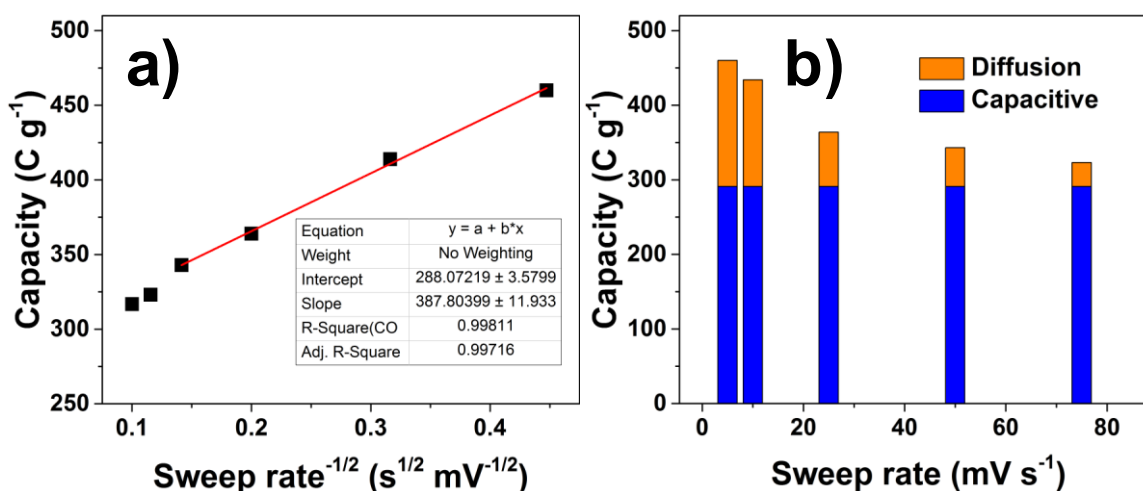 a)
500
450
400
350
300
250
Capacity (C g-1)
0.1
0.2
0.3
0.4
Sweep rate-1/2 (s1/2 mV-1/2)
Equation y = a + b*x
Weight No Weighting
Intercept 288.07219 ± 3.5799
Slope 387.80399 ± 11.933
R-Square(CO 0.99811
Adj. R-Square 0.99716
b)
Diffusion
Capacitive
500
400
300
200
100
0
Capacity (C g-1)
0
20
40
60
80
Sweep rate (mV s-1)